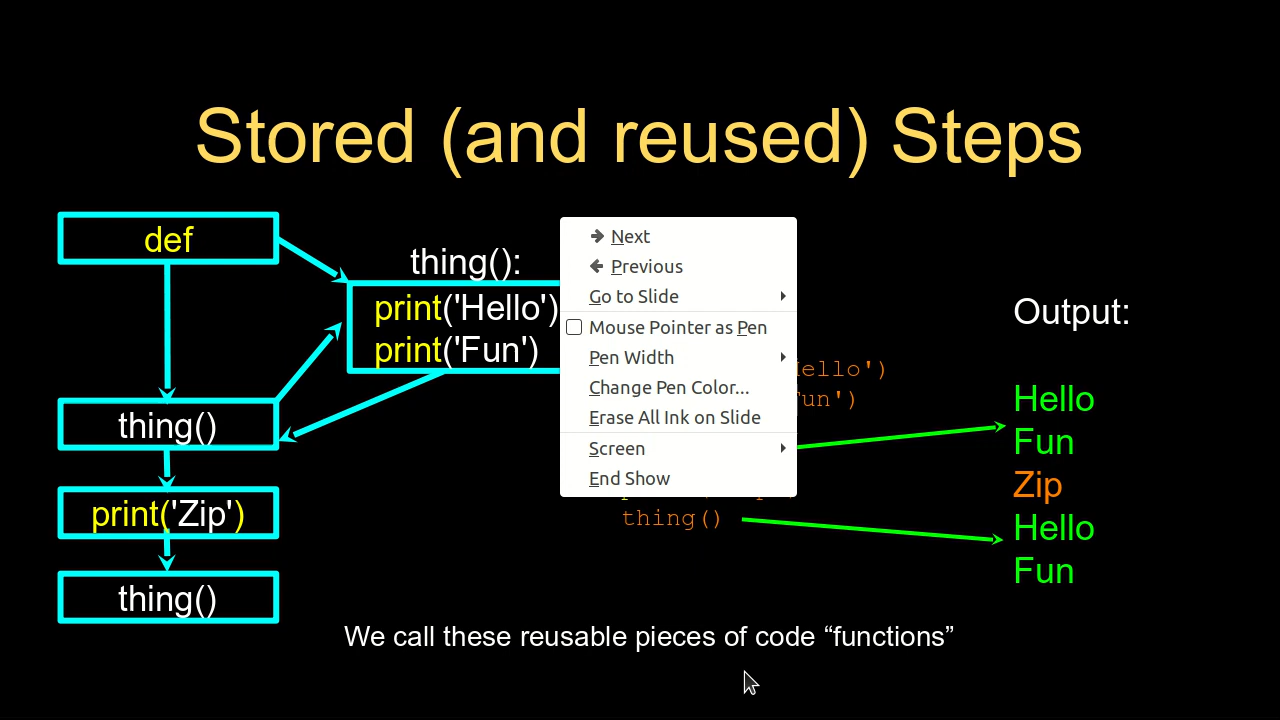 Stored (and reused) Steps
def
thing():
print('Hello')
print('Fun')
thing()
print('Zip')
thing()
Next
Previous
Go to Slide
Mouse Pointer as Pen
Pen Width
Change Pen Color...
Erase All Ink on Slide
Screen
End Show
ello')
un')
thing()
Output:
Hello
Fun
Zip
Hello
Fun
We call these reusable pieces of code “functions”